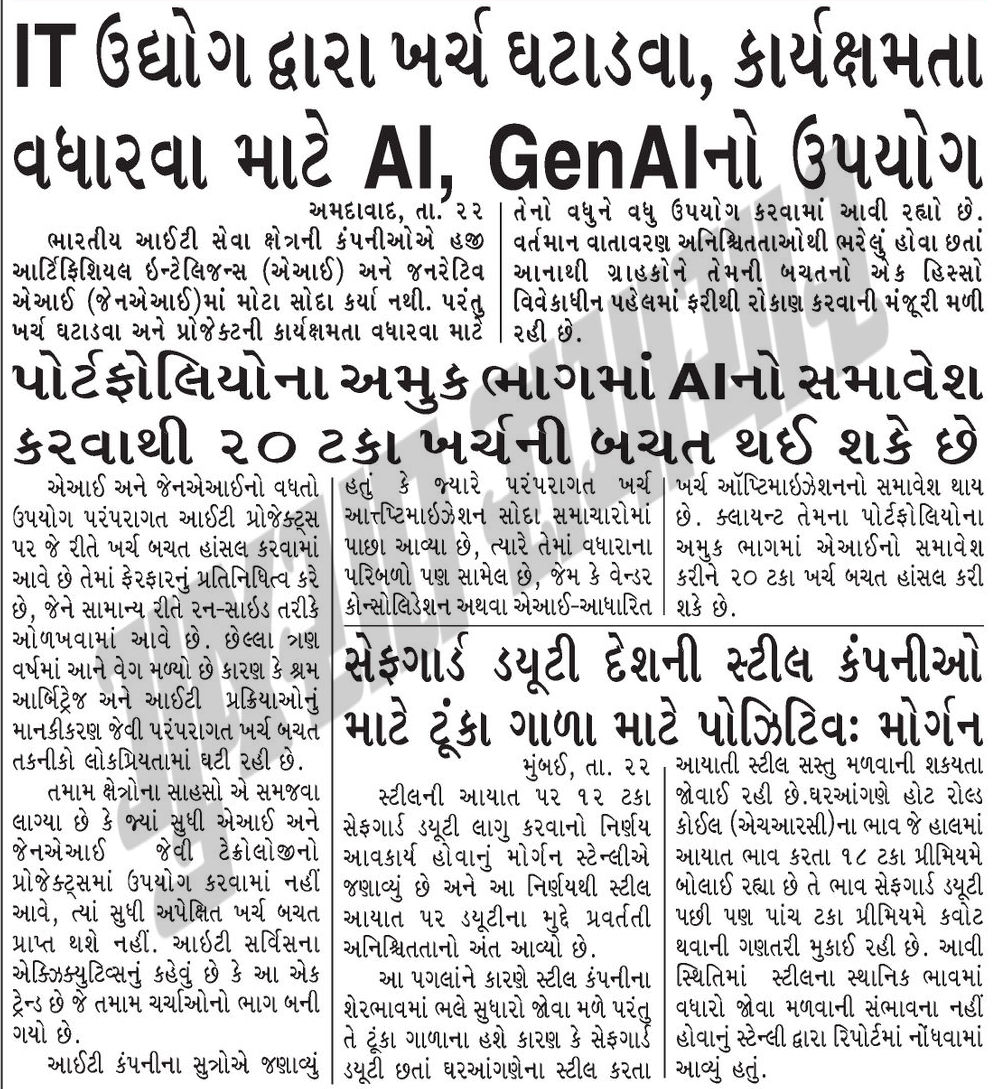 IT ઉદ્યોગ દ્વારા ખર્ચ ઘટાડવા, કાર્યક્ષમતા
વધારવા માટે AI, GenAIનો ઉપયોગ
અમદાવાદ, તા. ૨૨
ભારતીય આઈટી સેવા ક્ષેત્રની કંપનીઓએ હજી
આર્ટિફિશિયલ ઇન્ટેલિજન્સ (એઆઈ) અને જનરેટિવ
એઆઈ (જેનએઆઈ)માં મોટા સોદા કર્યા નથી. પરંતુ
ખર્ચ ઘટાડવા અને પ્રોજેક્ટની કાર્યક્ષમતા વધારવા માટે
તેનો વધુને વધુ ઉપયોગ કરવામાં આવી રહ્યો છે.
વર્તમાન વાતાવરણ અનિશ્ચિતતાઓથી ભરેલું હોવા છતાં
આનાથી ગ્રાહકોને તેમની બચતનો એક હિસ્સો
વિવેકાધીન પહેલમાં ફરીથી રોકાણ કરવાની મંજૂરી મળી
રહી છે.
પોર્ટફોલિયોના અમુક ભાગમાં AIનો સમાવેશ
કરવાથી ૨૦ ટકા ખર્ચની બચત થઈ શકે છે
એઆઈ અને જેનએઆઈનો વધતો
ઉપયોગ પરંપરાગત આઈટી પ્રોજેક્ટ્સ
પર જે રીતે ખર્ચ બચત હાંસલ કરવામાં
આવે છે તેમાં ફેરફારનું પ્રતિનિધિત્વ કરે
છે, જેને સામાન્ય રીતે રન-સાઇડ તરીકે
ઓળખવામાં આવે છે. છેલ્લા ત્રણ
વર્ષમાં આને વેગ મળ્યો છે કારણ કે શ્રમ
આર્બિટ્રેજ અને આઈટી પ્રક્રિયાઓનું
માનકીકરણ જેવી પરંપરાગત ખર્ચ બચત
તકનીકો લોકપ્રિયતામાં ઘટી રહી છે.
તમામ ક્ષેત્રોના સાહસો એ સમજવા
લાગ્યા છે કે જ્યાં સુધી એઆઈ અને
જેનએઆઈ જેવી ટેક્નોલોજીનો
પ્રોજેક્ટ્સમાં ઉપયોગ કરવામાં નહીં
આવે, ત્યાં સુધી અપેક્ષિત ખર્ચ બચત
પ્રાપ્ત થશે નહીં. આઇટી સર્વિસના
એક્ઝિક્યુટિવ્સનું કહેવું છે કે આ એક
ટ્રેન્ડ છે જે તમામ ચર્ચાઓનો ભાગ બની
ગયો છે.
આઈટી કંપનીના સુત્રોએ જણાવ્યું
હતું કે જ્યારે પરંપરાગત ખર્ચ
આત્પ્ટિમાઇઝેશન સોદા સમાચારોમાં
પાછા આવ્યા છે, ત્યારે તેમાં વધારાના
પરિબળો પણ સામેલ છે, જેમ કે વેન્ડર
કોન્સોલિડેશન અથવા એઆઈ-આધારિત
ખર્ચ ઑપ્ટિમાઇઝેશનનો સમાવેશ થાય
છે. ક્લાયન્ટ તેમના પોર્ટફોલિયોના
અમુક ભાગમાં એઆઈનો સમાવેશ
કરીને ૨૦ ટકા ખર્ચ બચત હાંસલ કરી
શકે છે.
સેફગાર્ડ ડયૂટી દેશની સ્ટીલ કંપનીઓ
માટે ટૂંકા ગાળા માટે પોઝિટિવઃ મોર્ગન
મુંબઈ, તા. ૨૨
સ્ટીલની આયાત પર ૧૨ ટકા
સેફગાર્ડ ડયૂટી લાગુ કરવાનો નિર્ણય
આવકાર્ય હોવાનું મોર્ગન સ્ટેન્લીએ
જણાવ્યું છે અને આ નિર્ણયથી સ્ટીલ
આયાત પર ડયૂટીના મુદ્દે પ્રવર્તતી
અનિશ્ચિતતાનો અંત આવ્યો છે.
આ પગલાંને કારણે સ્ટીલ કંપનીના
શેરભાવમાં ભલે સુધારો જોવા મળે પરંતુ
તે ટૂંકા ગાળાના હશે કારણ કે સેફગાર્ડ
ડયૂટી છતાં ઘરઆંગણેના સ્ટીલ કરતા
આયાતી સ્ટીલ સસ્તુ મળવાની શકયતા
જોવાઈ રહી છે.ઘરઆંગણે હોટ રોલ્ડ
કોઈલ (એચઆરસી)ના ભાવ જે હાલમાં
આયાત ભાવ કરતા ૧૮ ટકા પ્રીમિયમે
બોલાઈ રહ્યા છે તે ભાવ સેફગાર્ડ ડયૂટી
પછી પણ પાંચ ટકા પ્રીમિયમે કવોટ
થવાની ગણતરી મુકાઈ રહી છે. આવી
સ્થિતિમાં સ્ટીલના સ્થાનિક ભાવમાં
વધારો જોવા મળવાની સંભાવના નહીં
હોવાનું સ્ટેન્લી દ્વારા રિપોર્ટમાં નોંધવામાં
આવ્યું હતું.
ગુજરાત સમાચાર